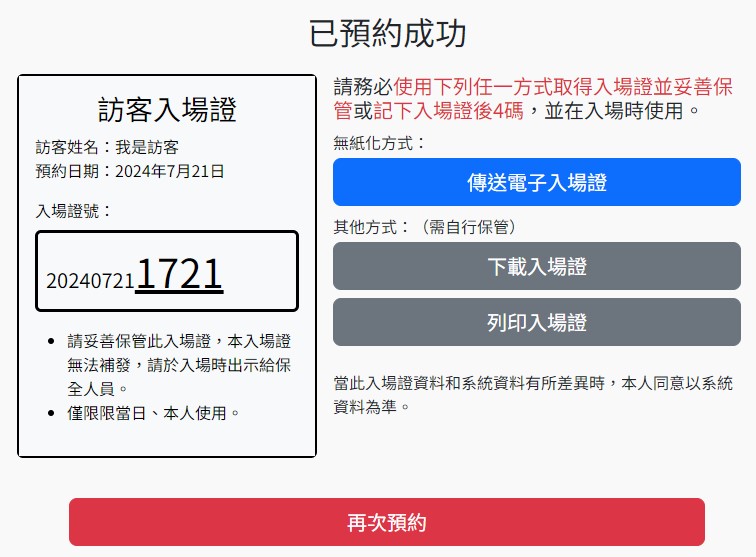 已預約成功
訪客入場證
訪客姓名：我是訪客
預約日期：2024年7月21日
入場證號：
202407211721
• 請妥善保管此入場證，本入場證
無法補發，請於入場時出示給保
全人員。
• 僅限限當日、本人使用。
請務必使用下列任一方式取得入場證並妥善保
管或記下入場證後4碼，並在入場時使用。
無紙化方式：
傳送電子入場證
其他方式：（需自行保管）
下載入場證
列印入場證
當此入場證資料和系統資料有所差異時，本人同意以系統
資料為準。
再次預約